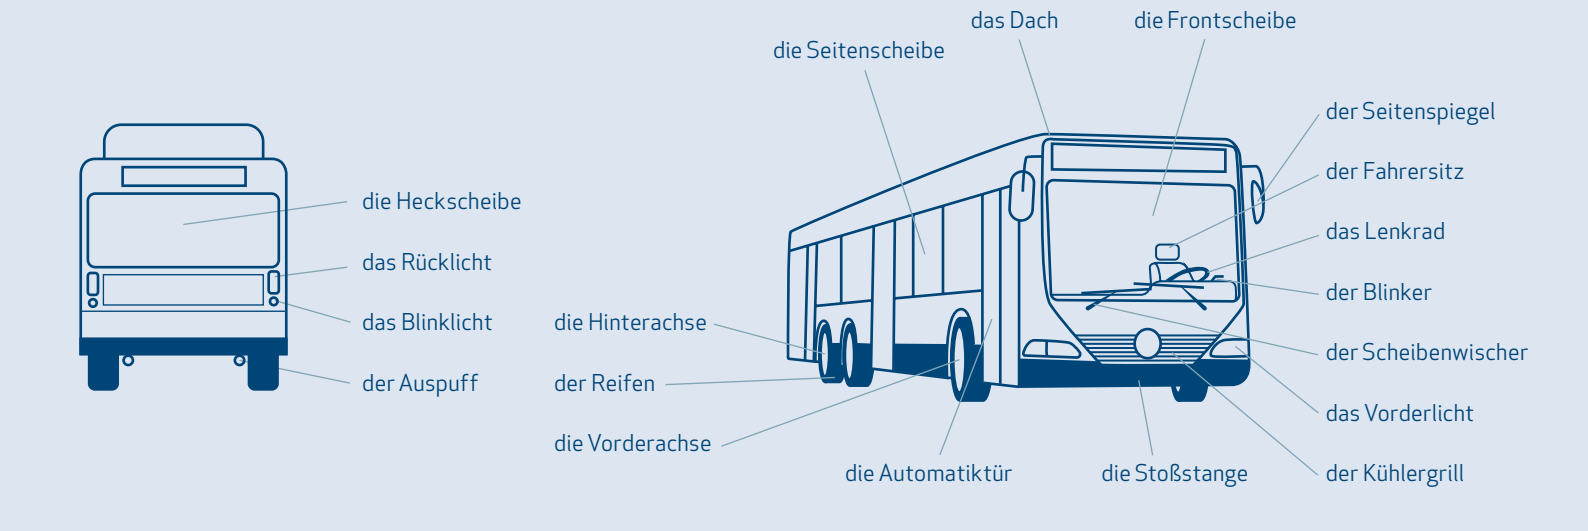 die Heckscheibe
das Rücklicht
das Blinklicht
der Auspuff
die Seitenscheibe
das Dach
die Frontscheibe
der Seitenspiegel
der Fahrersitz
das Lenkrad
der Blinker
der Scheibenwischer
das Vorderlicht
der Kühlergrill
die Hinterachse
der Reifen
die Vorderachse
die Automatiktür
die Stoßstange